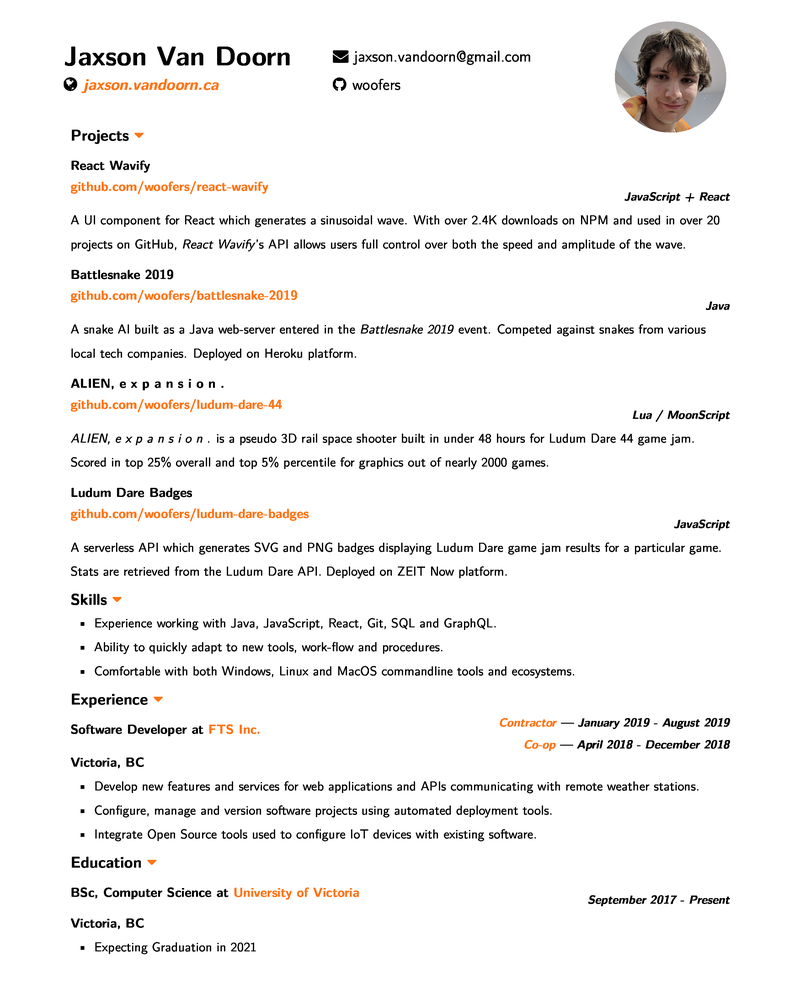 Jaxson Van Doorn
jaxson.vandoorn@gmail.com
jaxson.vandoorn.ca
woofers
Projects
React Wavify
github.com/woofers/react-wavify
JavaScript + React
A UI component for React which generates a sinusoidal wave. With over 2.4K downloads on NPM and used in over 20
projects on GitHub, React Wavify's API allows users full control over both the speed and amplitude of the wave.
Battlesnake 2019
github.com/woofers/battlesnake-2019
Java
A snake AI built as a Java web-server entered in the Battlesnake 2019 event. Competed against snakes from various
local tech companies. Deployed on Heroku platform.
ALIEN, e x p a n s i o n .
github.com/woofers/ludum-dare-44
Lua / MoonScript
ALIEN, e x p a n s i o n . is a pseudo 3D rail space shooter built in under 48 hours for Ludum Dare 44 game jam.
Scored in top 25% overall and top 5% percentile for graphics out of nearly 2000 games.
Ludum Dare Badges
github.com/woofers/ludum-dare-badges
JavaScript
A serverless API which generates SVG and PNG badges displaying Ludum Dare game jam results for a particular game.
Stats are retrieved from the Ludum Dare API. Deployed on ZEIT Now platform.
Skills
▪ Experience working with Java, JavaScript, React, Git, SQL and GraphQL.
▪ Ability to quickly adapt to new tools, work-flow and procedures.
▪ Comfortable with both Windows, Linux and MacOS commandline tools and ecosystems.
Experience
Software Developer at FTS Inc.
Contractor — January 2019 - August 2019
Co-op — April 2018 - December 2018
Victoria, BC
▪ Develop new features and services for web applications and APIs communicating with remote weather stations.
▪ Configure, manage and version software projects using automated deployment tools.
▪ Integrate Open Source tools used to configure IoT devices with existing software.
Education
BSc, Computer Science at University of Victoria
September 2017 - Present
Victoria, BC
▪ Expecting Graduation in 2021